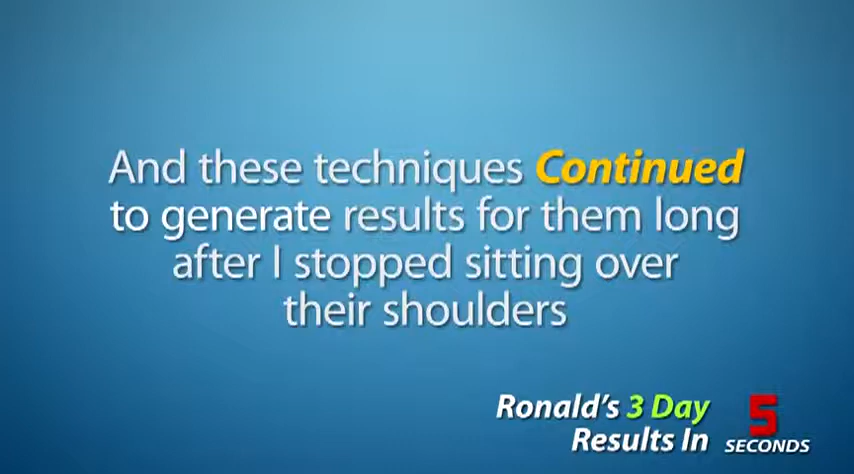 And these techniques Continued
to generate results for them long
after I stopped sitting over
their shoulders
Ronald's 3 Day
Results In
5
SECONDS